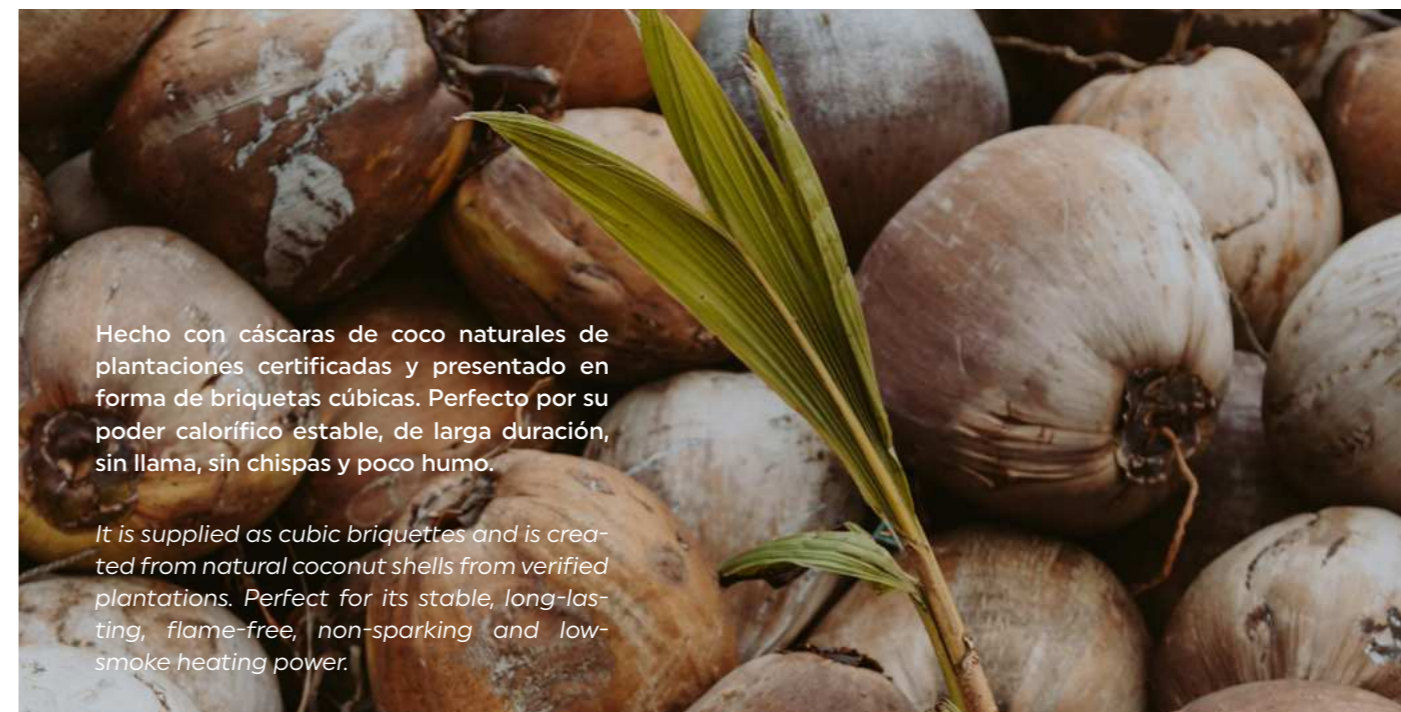 Hecho con cáscaras de coco naturales de
plantaciones certificadas y presentado en
forma de briquetas cúbicas. Perfecto por su
poder calorífico estable, de larga duración,
sin llama, sin chispas y poco humo.
It is supplied as cubic briquettes and is crea-
ted from natural coconut shells from verified
plantations. Perfect for its stable, long-las-
ting, flame-free, non-sparking and low-
smoke heating power.